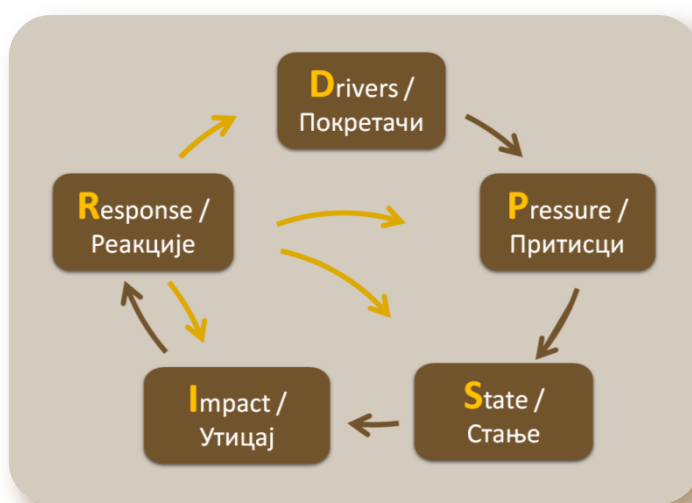 Drivers /
Покретачи
Response /
Реакције
Pressure /
Притисци
Impact /
Утицај
State /
Стање